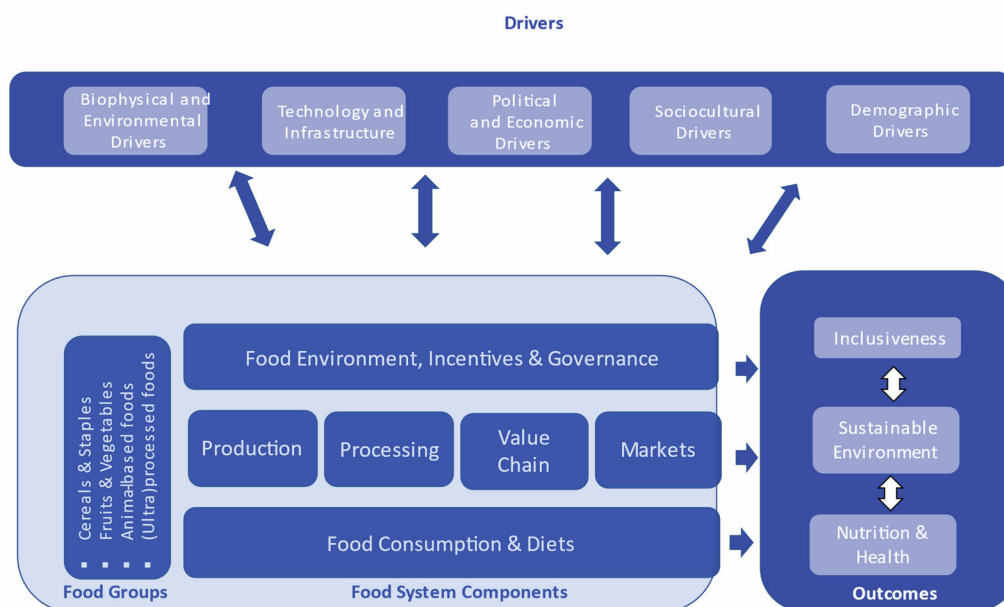 Drivers
Biophysical and
Environmental
Drivers
Technology and
Infrastructure
Political
and Economic
Drivers
Sociocultural
Drivers
Demographic
Drivers
Food Environment, Incentives & Governance
Production
Processing
Value
Chain
Markets
Food Consumption & Diets
▪ Cereals & Staples
▪ Fruits & Vegetables
▪ Animal-based foods
▪ (Ultra)processed foods)
Food Groups
Food System Components
Inclusiveness
Sustainable
Environment
Nutrition &
Health
Outcomes